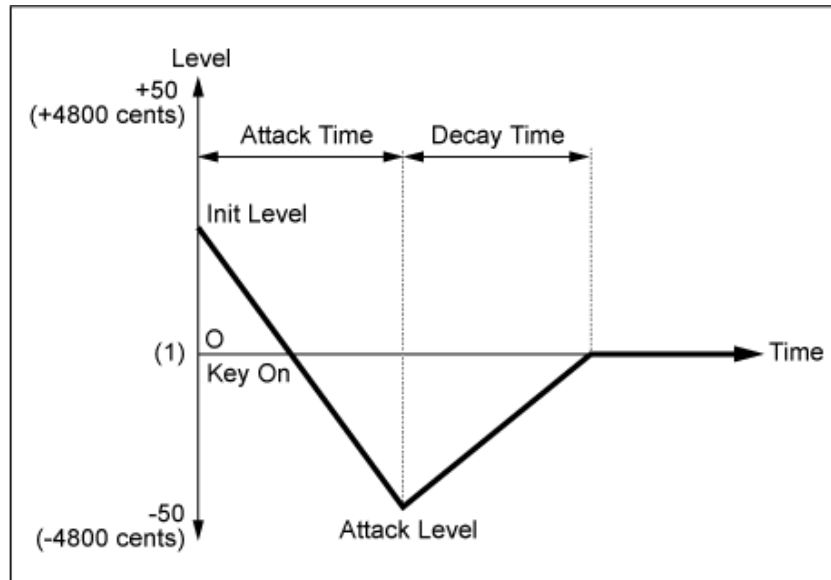 Level
+50
(+4800 cents)
Attack Time
Decay Time
Init Level
(1)
O
Time
Key On
-50
(-4800 cents)
Attack Level